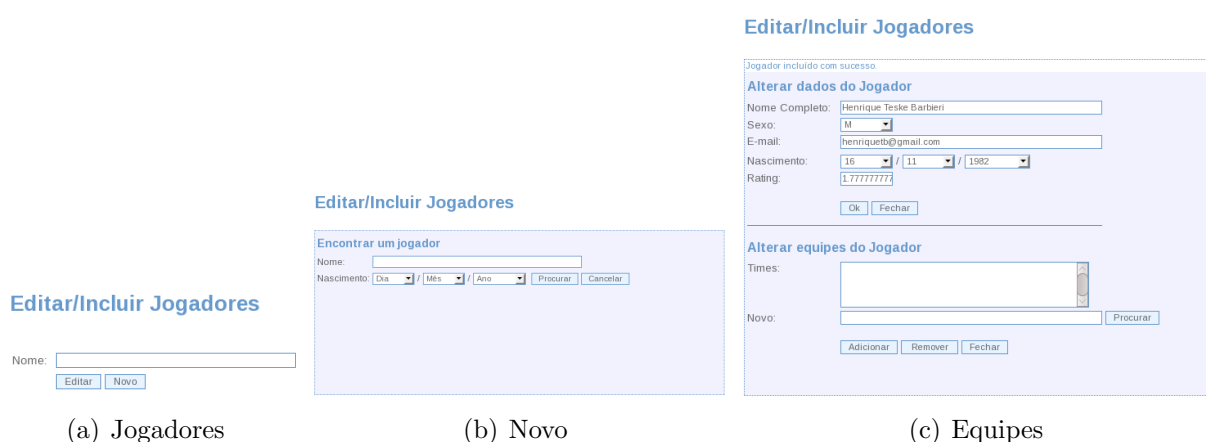 Editar/Incluir Jogadores
Nome:
Editar Novo
(a) Jogadores
Editar/Incluir Jogadores
Encontrar um jogador
Nome:
Nascimento: Dia / Mês / Ano Procurar Cancelar
(b) Novo
Editar/Incluir Jogadores
Jogador incluído com sucesso.
Alterar dados do Jogador
Nome Completo: Henrique Teske Barbieri
Sexo: M
E-mail: henriquetb@gmail.com
Nascimento: 16 / 11 / 1982
Rating: 1.777777777
Ok Fechar
Alterar equipes do Jogador
Times:
Novo: Procurar
Adicionar Remover Fechar
(c) Equipes